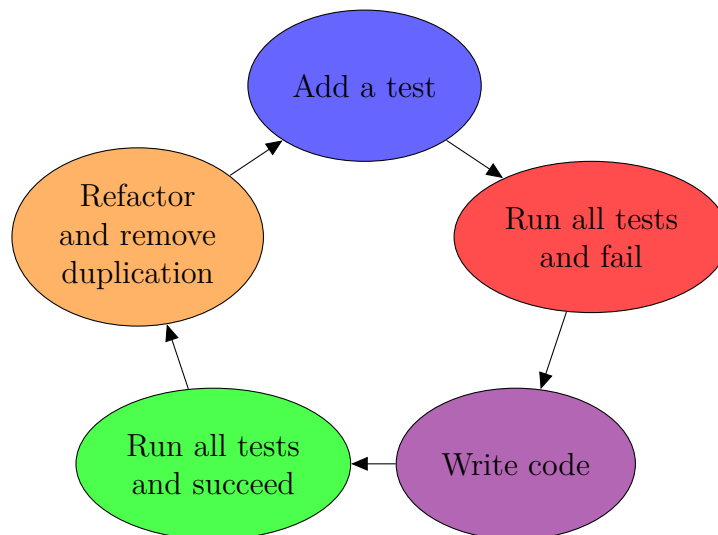 Add a test
Run all tests
and fail
Write code
Run all tests
and succeed
Refactor
and remove
duplication